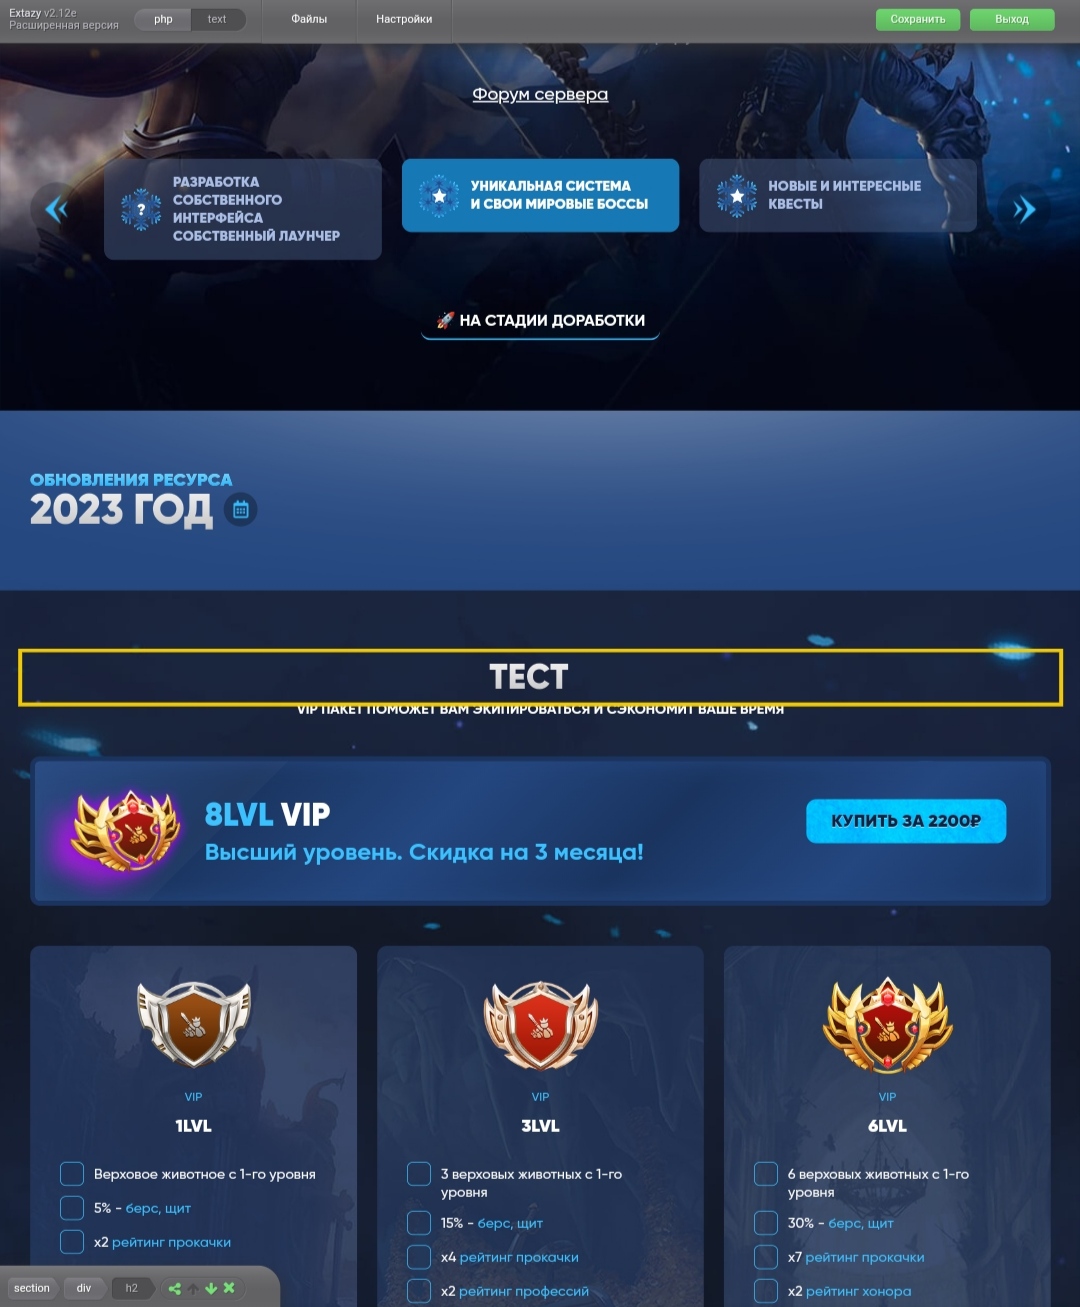 Extazy v2.12e
Расширенная версия
php
text
Файлы
Настройки
Сохранить
Выход
Форум сервера
РАЗРАБОТКА
СОБСТВЕННОГО
ИНТЕРФЕЙСА
СОБСТВЕННЫЙ ЛАУНЧЕР
УНИКАЛЬНАЯ СИСТЕМА
И СВОИ МИРОВЫЕ БОССЫ
НОВЫЕ И ИНТЕРЕСНЫЕ
КВЕСТЫ
🚀 НА СТАДИИ ДОРАБОТКИ
ОБНОВЛЕНИЯ РЕСУРСА
2023 ГОД
ТЕСТ
VIP ПАКЕТ ПОМОЖЕТ ВАМ ЭКИПИРОВАТЬСЯ И СЭКОНОМИТ ВАШЕ ВРЕМЯ
8LVL VIP
Высший уровень. Скидка на 3 месяца!
КУПИТЬ ЗА 2200₽
VIP
1LVL
Верховое животное с 1-го уровня
5% - берс, щит
x2 рейтинг прокачки
VIP
3LVL
3 верховых животных с 1-го
уровня
15% - берс, щит
x4 рейтинг прокачки
x2 рейтинг профессий
VIP
6LVL
6 верховых животных с 1-го
уровня
30% - берс, щит
x7 рейтинг прокачки
x2 рейтинг хонора
section
div
h2